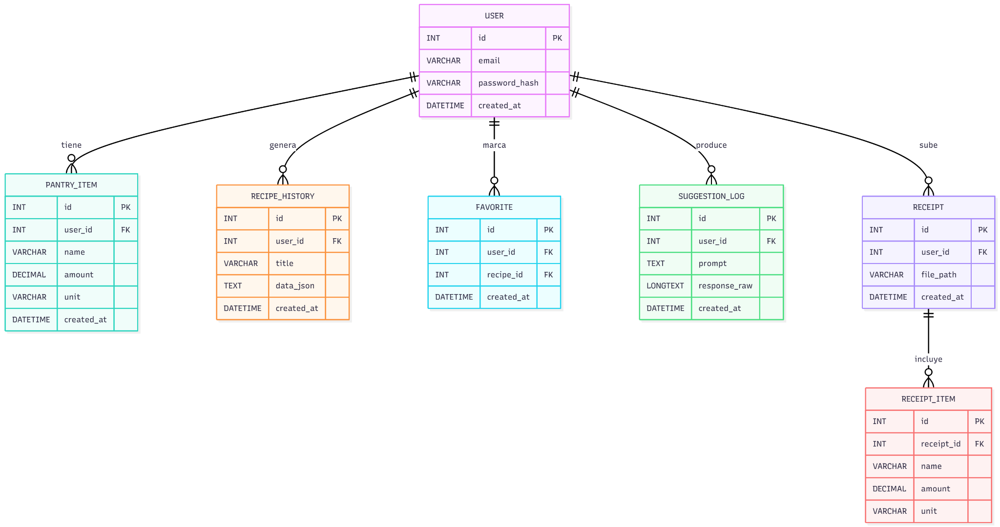 USER
INT id PK
VARCHAR email
VARCHAR password_hash
DATETIME created_at
tiene
genera
marca
produce
sube
PANTRY_ITEM
INT id PK
INT user_id FK
VARCHAR name
DECIMAL amount
VARCHAR unit
DATETIME created_at
RECIPE_HISTORY
INT id PK
INT user_id FK
VARCHAR title
TEXT data_json
DATETIME created_at
FAVORITE
INT id PK
INT user_id FK
INT recipe_id FK
DATETIME created_at
SUGGESTION_LOG
INT id PK
INT user_id FK
TEXT prompt
LONGTEXT response_raw
DATETIME created_at
RECEIPT
INT id PK
INT user_id FK
VARCHAR file_path
DATETIME created_at
incluye
RECEIPT_ITEM
INT id PK
INT receipt_id FK
VARCHAR name
DECIMAL amount
VARCHAR unit